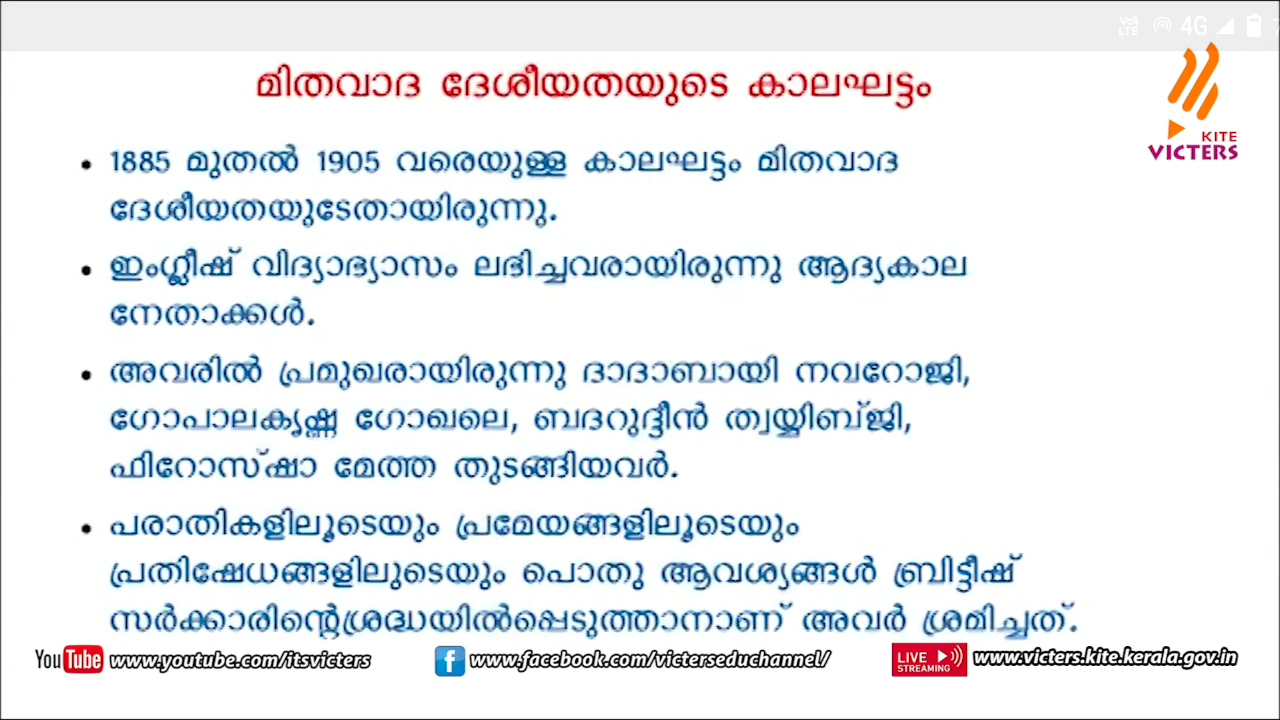 VoLTE 4G
മിതവാദ ദേശീയതയുടെ കാലഘട്ടം
KITE
VICTERS
• 1885 മുതൽ 1905 വരെയുള്ള കാലഘട്ടം മിതവാദ
ദേശീയതയുടേതായിരുന്നു.
• ഇംഗ്ലീഷ് വിദ്യാഭ്യാസം ലഭിച്ചവരായിരുന്നു ആദ്യകാല
നേതാക്കൾ.
• അവരിൽ പ്രമുഖരായിരുന്നു ദാദാബായി നവറോജി,
ഗോപാലകൃഷ്ണ ഗോഖലെ, ബദറുദ്ദീൻ ത്വയ്യിബ്ജി,
ഫിറോസ്ഷാ മേത്ത തുടങ്ങിയവർ.
• പരാതികളിലൂടെയും പ്രമേയങ്ങളിലൂടെയും
പ്രതിഷേധങ്ങളിലുടെയും പൊതു ആവശ്യങ്ങൾ ബ്രിട്ടീഷ്
സർക്കാരിന്റെശ്രദ്ധയിൽപ്പെടുത്താനാണ് അവർ ശ്രമിച്ചത്.
YouTube www.youtube.com/itsvicters f www.facebook.com/victerseduchannel/ LIVE STREAMING www.victers.kite.kerala.gov.in